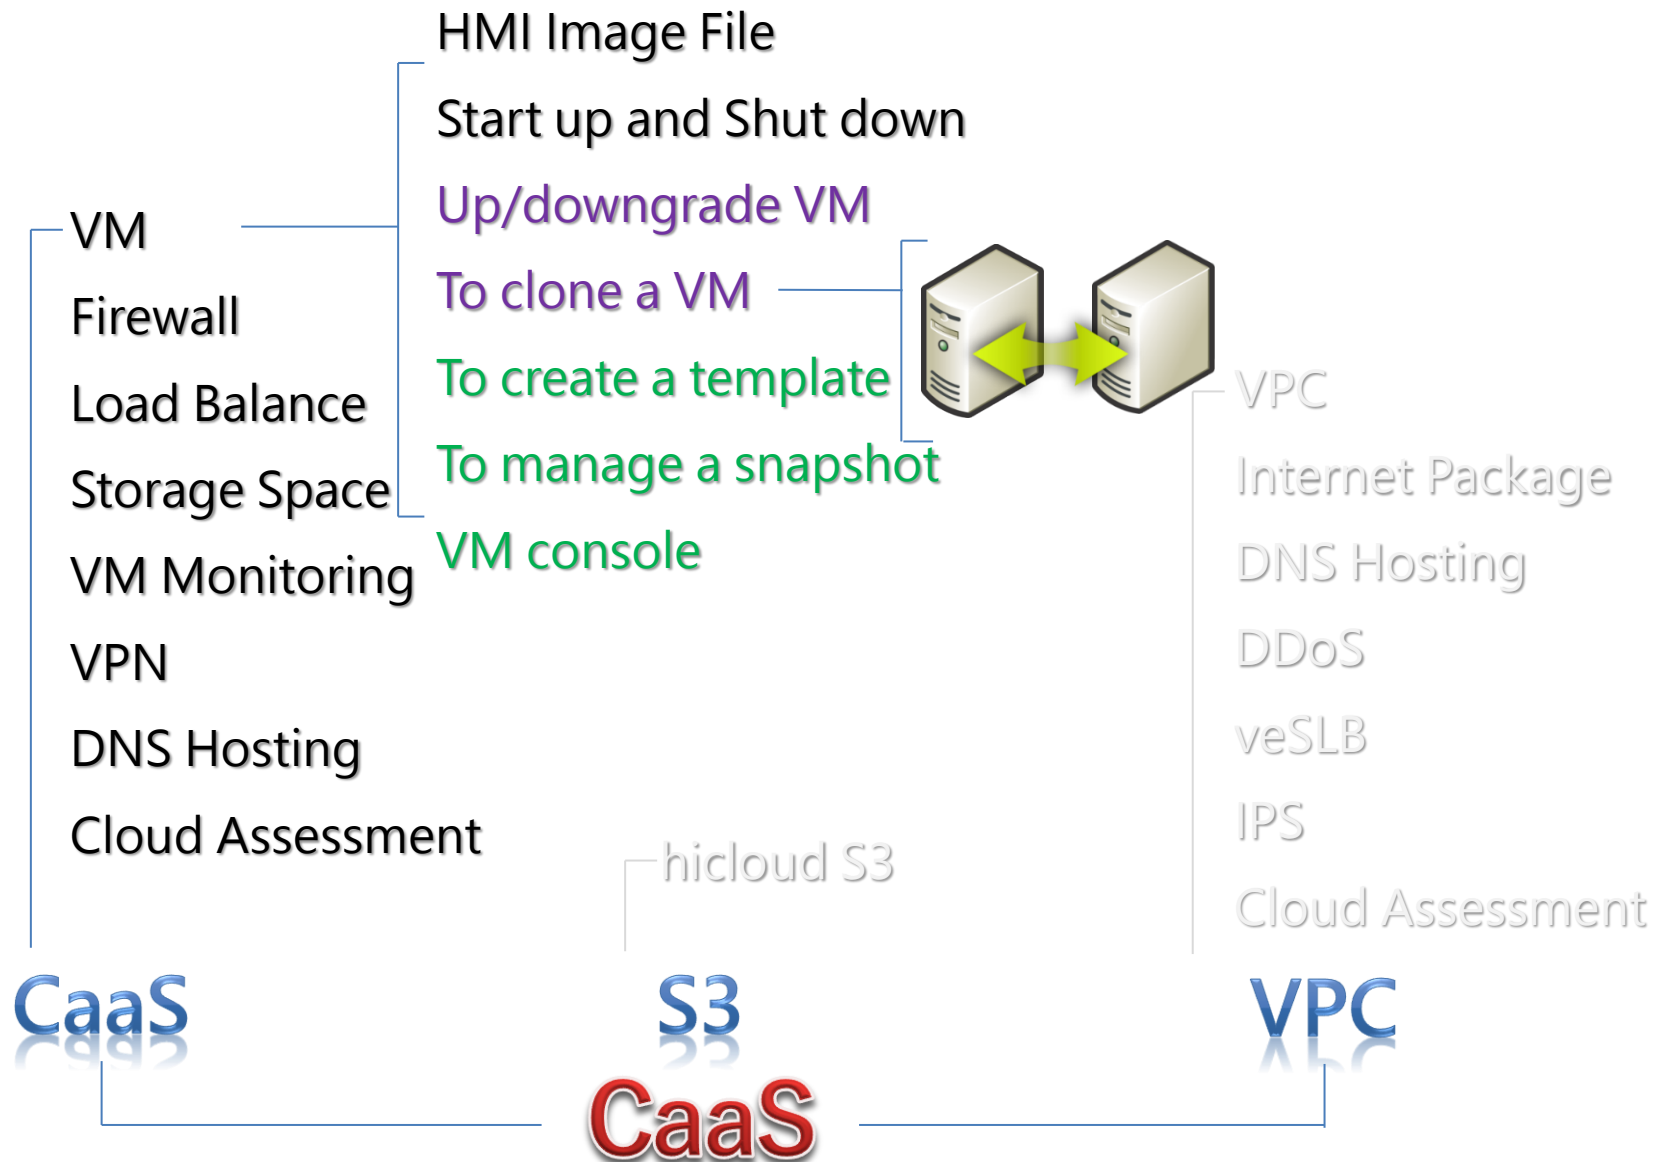 HMI Image File
Start up and Shut down
Up/downgrade VM
To clone a VM
To create a template
To manage a snapshot
VM console
VM
Firewall
Load Balance
Storage Space
VM Monitoring
VPN
DNS Hosting
Cloud Assessment
hicloud S3
VPC
Internet Package
DNS Hosting
DDoS
veSLB
IPS
Cloud Assessment
CaaS
S3
VPC
CaaS